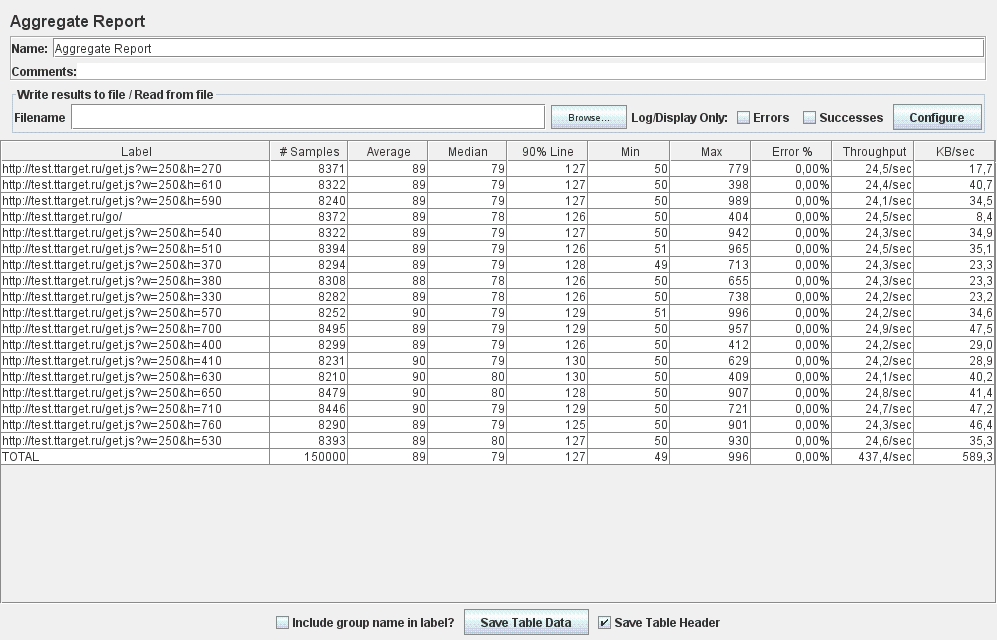 Aggregate Report
Name: Aggregate Report
Comments:
Write results to file / Read from file
Filename Browse... Log/Display Only: Errors Successes Configure
Label # Samples Average Median 90% Line Min Max Error % Throughput KB/sec
http://test.ttarget.ru/get.js?w=250&h=270 8371 89 79 127 50 779 0,00% 24,5/sec 17,7
http://test.ttarget.ru/get.js?w=250&h=610 8322 89 79 127 50 398 0,00% 24,4/sec 40,7
http://test.ttarget.ru/get.js?w=250&h=590 8240 89 79 127 50 989 0,00% 24,1/sec 34,5
http://test.ttarget.ru/go/ 8372 89 78 126 50 404 0,00% 24,5/sec 8,4
http://test.ttarget.ru/get.js?w=250&h=540 8322 89 79 127 50 942 0,00% 24,3/sec 34,9
http://test.ttarget.ru/get.js?w=250&h=510 8394 89 79 126 51 965 0,00% 24,5/sec 35,1
http://test.ttarget.ru/get.js?w=250&h=370 8294 89 79 128 49 713 0,00% 24,3/sec 23,3
http://test.ttarget.ru/get.js?w=250&h=380 8308 88 78 126 50 655 0,00% 24,3/sec 23,3
http://test.ttarget.ru/get.js?w=250&h=330 8282 89 78 126 50 738 0,00% 24,2/sec 23,2
http://test.ttarget.ru/get.js?w=250&h=570 8252 90 79 129 51 996 0,00% 24,2/sec 34,6
http://test.ttarget.ru/get.js?w=250&h=700 8495 89 79 129 50 957 0,00% 24,9/sec 47,5
http://test.ttarget.ru/get.js?w=250&h=400 8299 89 79 126 50 412 0,00% 24,2/sec 29,0
http://test.ttarget.ru/get.js?w=250&h=410 8231 90 79 130 50 629 0,00% 24,2/sec 28,9
http://test.ttarget.ru/get.js?w=250&h=630 8210 90 80 130 50 409 0,00% 24,1/sec 40,2
http://test.ttarget.ru/get.js?w=250&h=650 8479 90 80 128 50 907 0,00% 24,8/sec 41,4
http://test.ttarget.ru/get.js?w=250&h=710 8446 90 79 129 50 721 0,00% 24,7/sec 47,2
http://test.ttarget.ru/get.js?w=250&h=760 8290 89 79 125 50 901 0,00% 24,3/sec 46,4
http://test.ttarget.ru/get.js?w=250&h=530 8393 89 80 127 50 930 0,00% 24,6/sec 35,3
TOTAL 150000 89 79 127 49 996 0,00% 437,4/sec 589,3
Include group name in label? Save Table Data Save Table Header